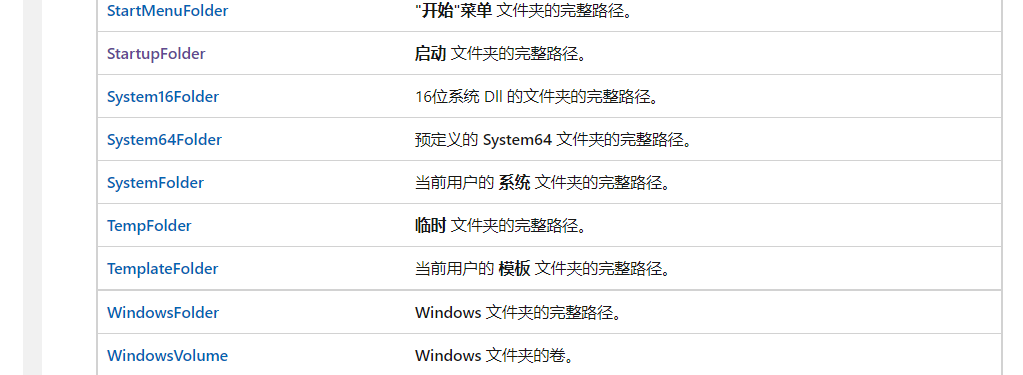 StartMenuFolder "开始"菜单 文件夹的完整路径。
StartupFolder 启动 文件夹的完整路径。
System16Folder 16位系统 Dll 的文件夹的完整路径。
System64Folder 预定义的 System64 文件夹的完整路径。
SystemFolder 当前用户的 系统 文件夹的完整路径。
TempFolder 临时 文件夹的完整路径。
TemplateFolder 当前用户的 模板 文件夹的完整路径。
WindowsFolder Windows 文件夹的完整路径。
WindowsVolume Windows 文件夹的卷。